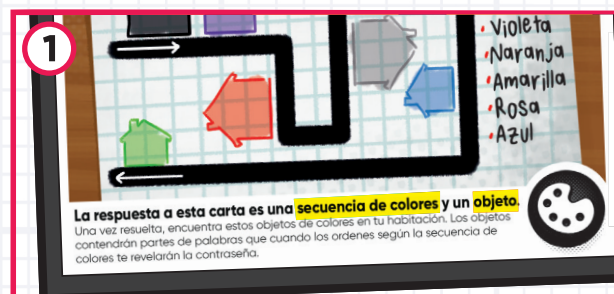 1
• Violeta
• Naranja
• Amarilla
• Rosa
• Azul
La respuesta a esta carta es una secuencia de colores y un objeto.
Una vez resuelta, encuentra estos objetos de colores en tu habitación. Los objetos
contendrán partes de palabras que cuando los ordenes según la secuencia de
colores te revelarán la contraseña.